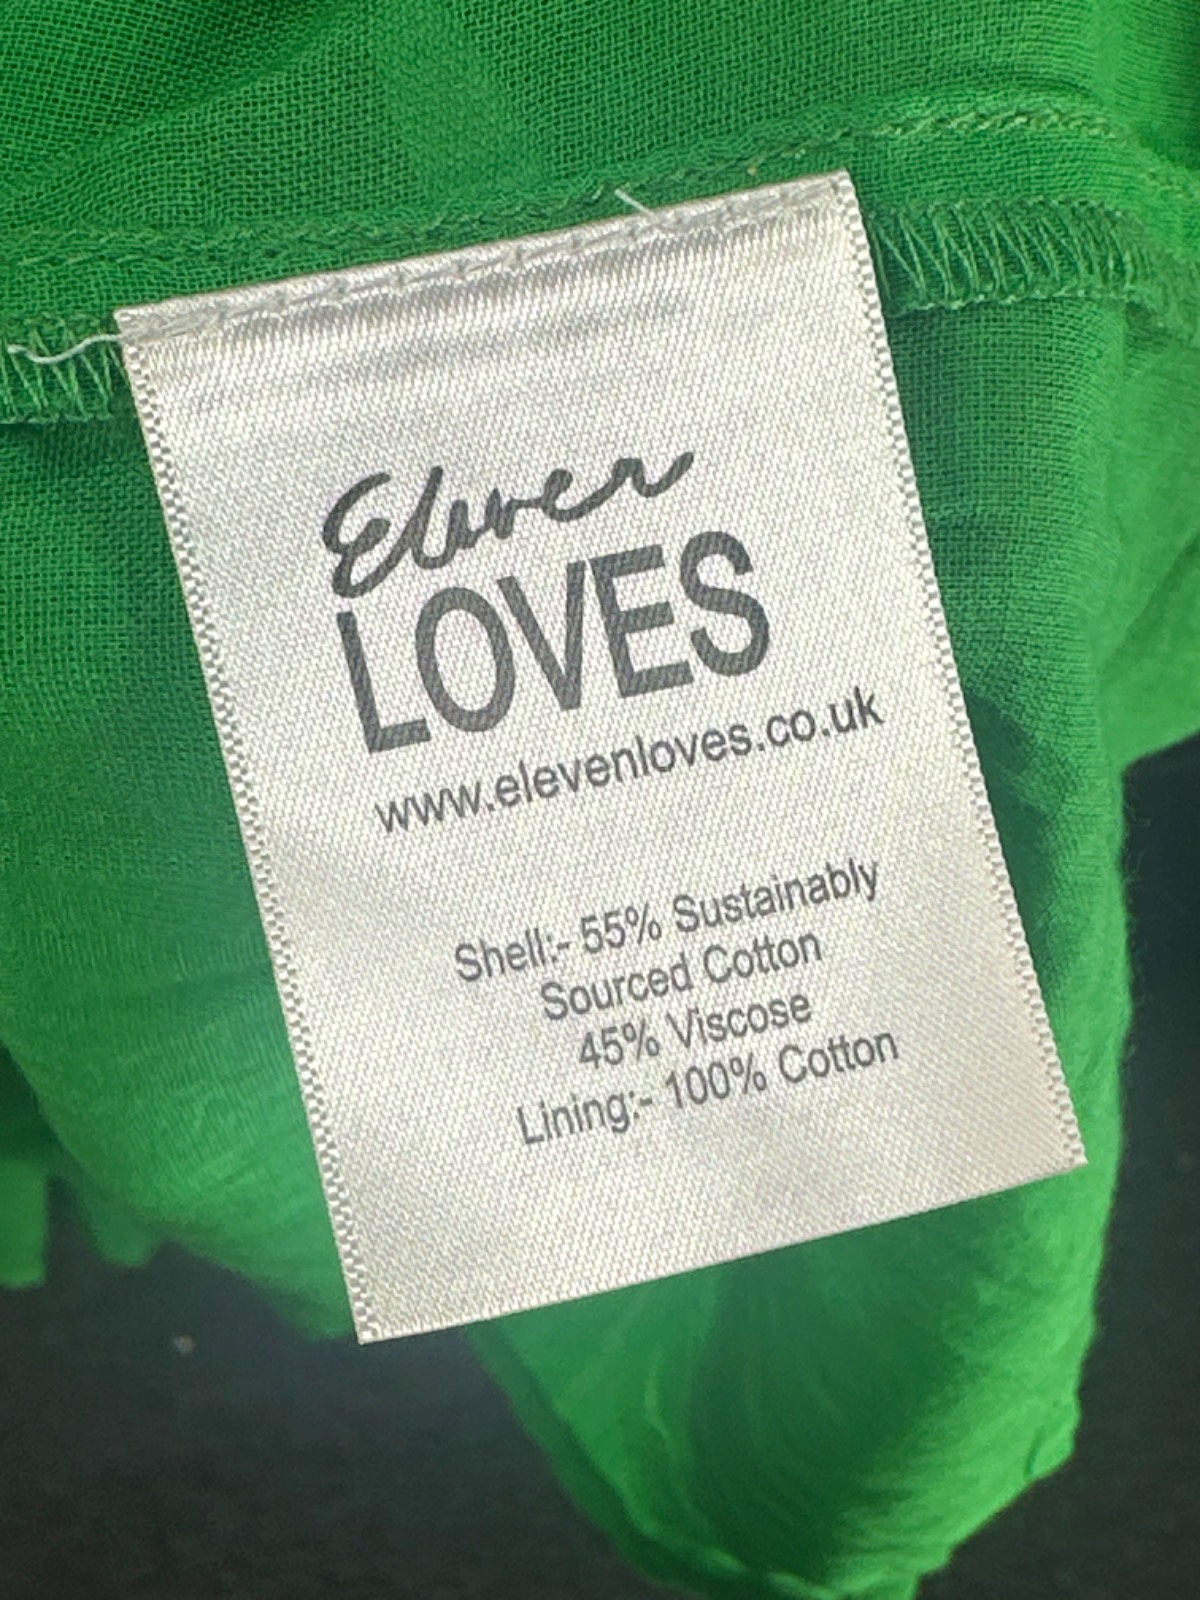 Eleven
LOVES
www.elevenloves.co.uk
Shell:- 55% Sustainably
Sourced Cotton
45% Viscose
Lining:- 100% Cotton